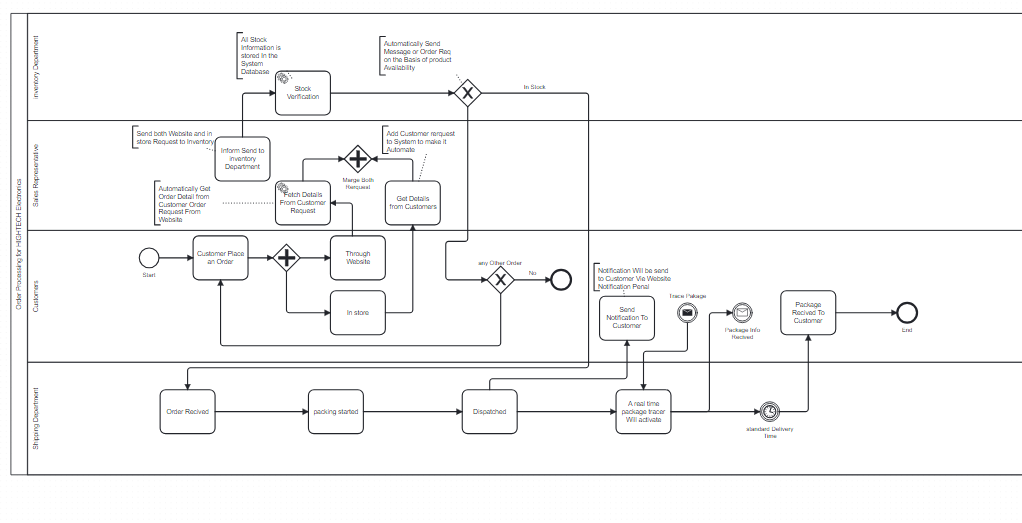 Order Processing for HIGHTECH Electronics
Inventory Department
All Stock
Information is
stored In the
System
Database
Automatically Send
Message or Order Req
on the Basis of product
Availability
Stock
Verification
In Stock
Sales Representative
Send both Website and in
store Request to Inventory
Inform Send to
Inventory
Department
Add Customer request
to System to make it
Automate
Merge Both
Rerquest
Automatically Get
Order Detail from
Customer Order
Request From
Website
Fetch Details
From Customer
Request
Get Details
from Customers
Customers
Start
Customer Place
an Order
Through
Website
In store
any Other Order
No
Notification Will be send
to Customer Vie Website
Notification Penal
Send
Notification To
Customer
Trace Pakage
Package Info
Recived
Package
Recived To
Customer
End
Shipping Department
Order Recived
packing started
Dispatched
A real time
package tracer
Will activate
standard Delivery
Time